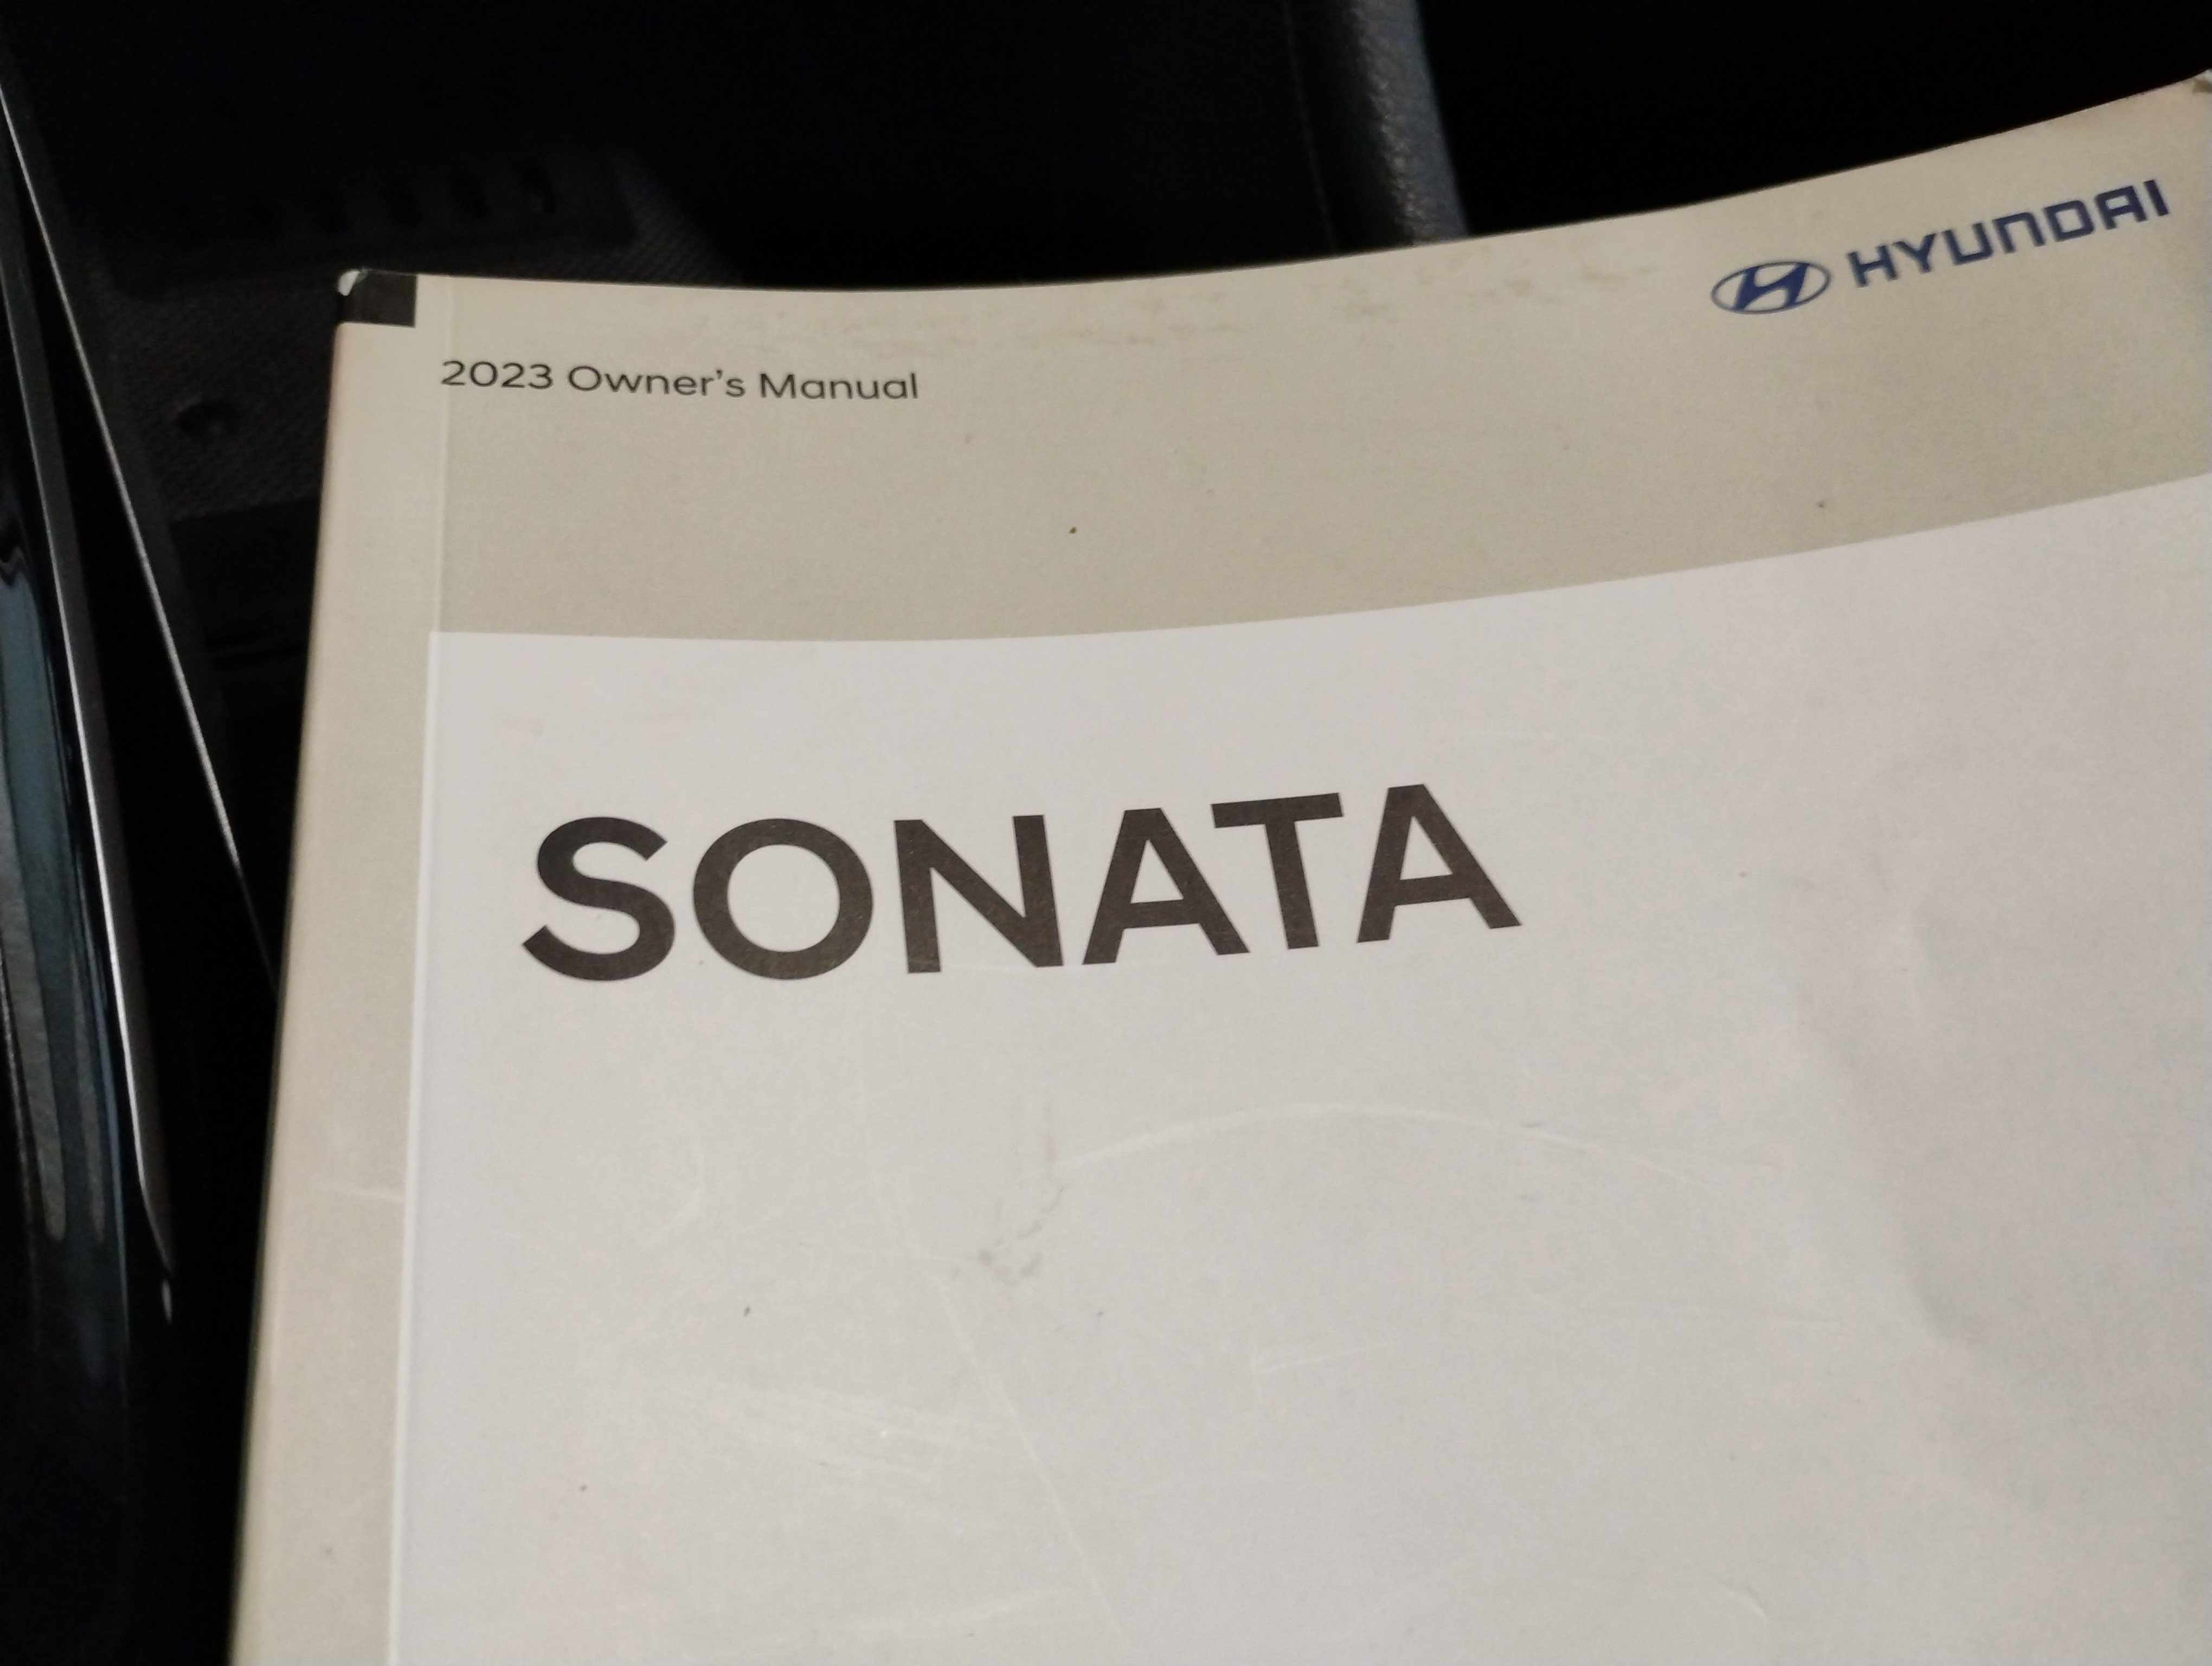 HYUNDAI
2023 Owner's Manual
SONATA